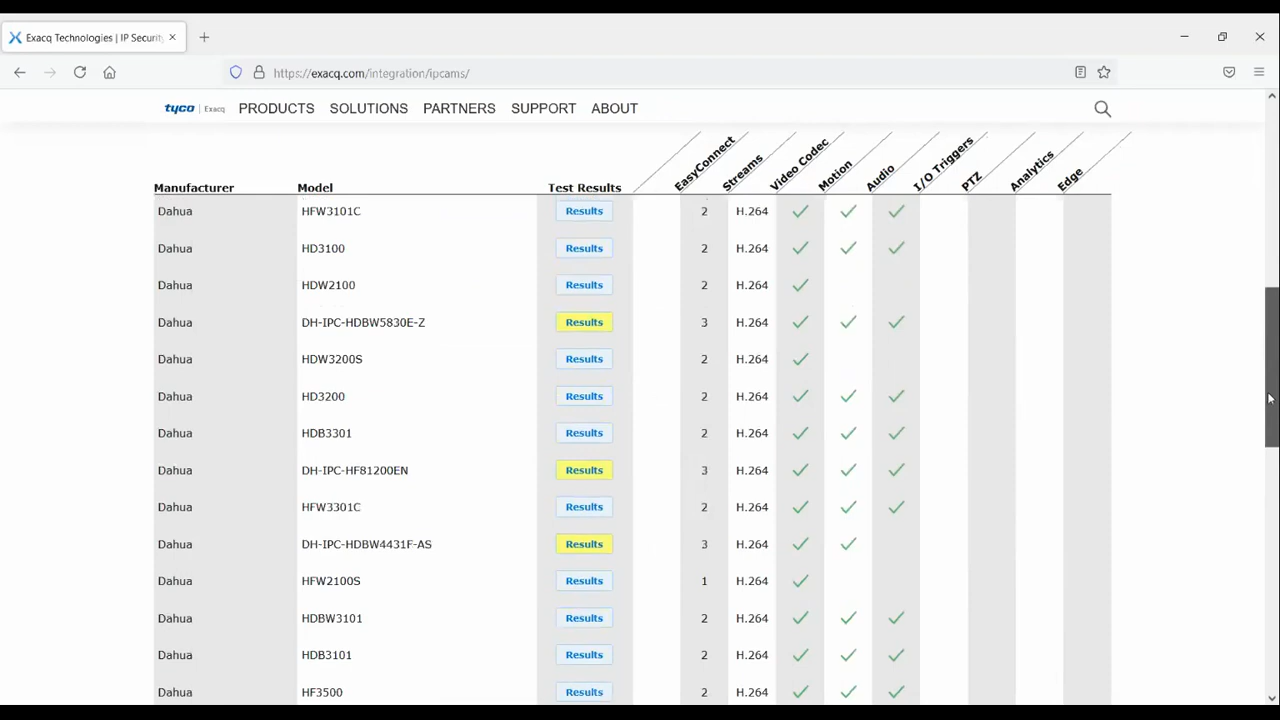 Exacq Technologies | IP Security
https://exacq.com/integration/ipcams/
tyco | Exacq PRODUCTS SOLUTIONS PARTNERS SUPPORT ABOUT
Manufacturer Model Test Results EasyConnect Streams Video Codec Motion Audio I/O Triggers PTZ Analytics Edge
Dahua HFW3101C Results 2 H.264
Dahua HD3100 Results 2 H.264
Dahua HDW2100 Results 2 H.264
Dahua DH-IPC-HDBW5830E-Z Results 3 H.264
Dahua HDW3200S Results 2 H.264
Dahua HD3200 Results 2 H.264
Dahua HDB3301 Results 2 H.264
Dahua DH-IPC-HF81200EN Results 3 H.264
Dahua HFW3301C Results 2 H.264
Dahua DH-IPC-HDBW4431F-AS Results 3 H.264
Dahua HFW2100S Results 1 H.264
Dahua HDBW3101 Results 2 H.264
Dahua HDB3101 Results 2 H.264
Dahua HF3500 Results 2 H.264